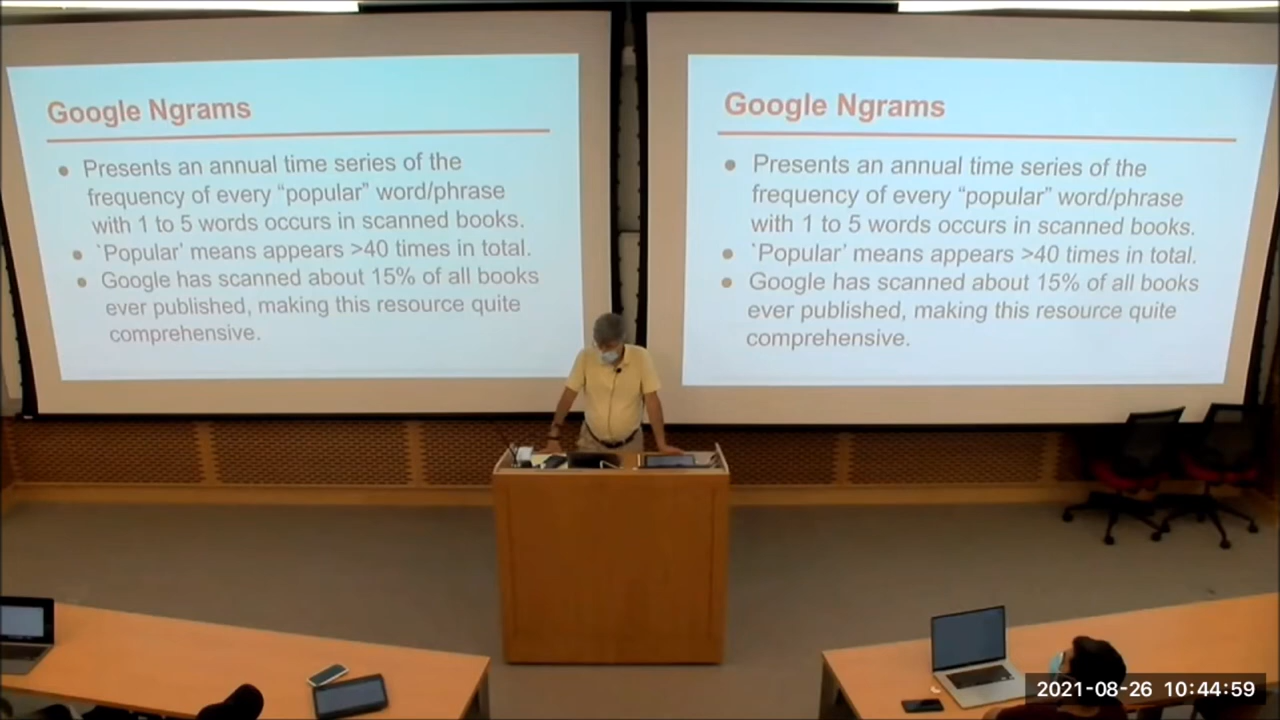 Google Ngrams
● Presents an annual time series of the
frequency of every “popular” word/phrase
with 1 to 5 words occurs in scanned books.
● `Popular’ means appears >40 times in total.
● Google has scanned about 15% of all books
ever published, making this resource quite
comprehensive.
Google Ngrams
● Presents an annual time series of the
frequency of every “popular” word/phrase
with 1 to 5 words occurs in scanned books.
● `Popular’ means appears >40 times in total.
● Google has scanned about 15% of all books
ever published, making this resource quite
comprehensive.
2021-08-26 10:44:59